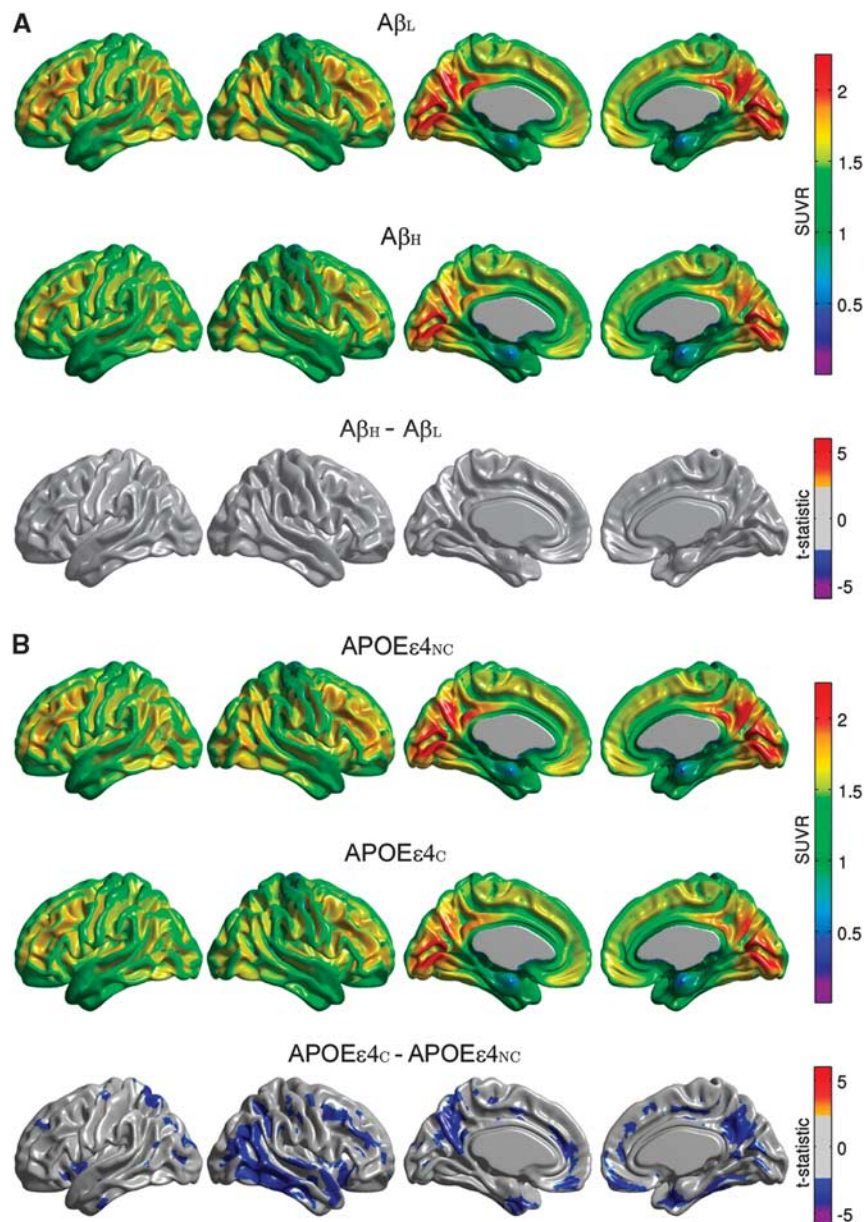 A
AβL
2
1.5
SUVR
1
0.5
AβH
AβH - AβL
5
t-statistic
0
-5
B
APOEε4NC
2
1.5
SUVR
1
0.5
APOEε4C
APOEε4C - APOEε4NC
5
t-statistic
0
-5